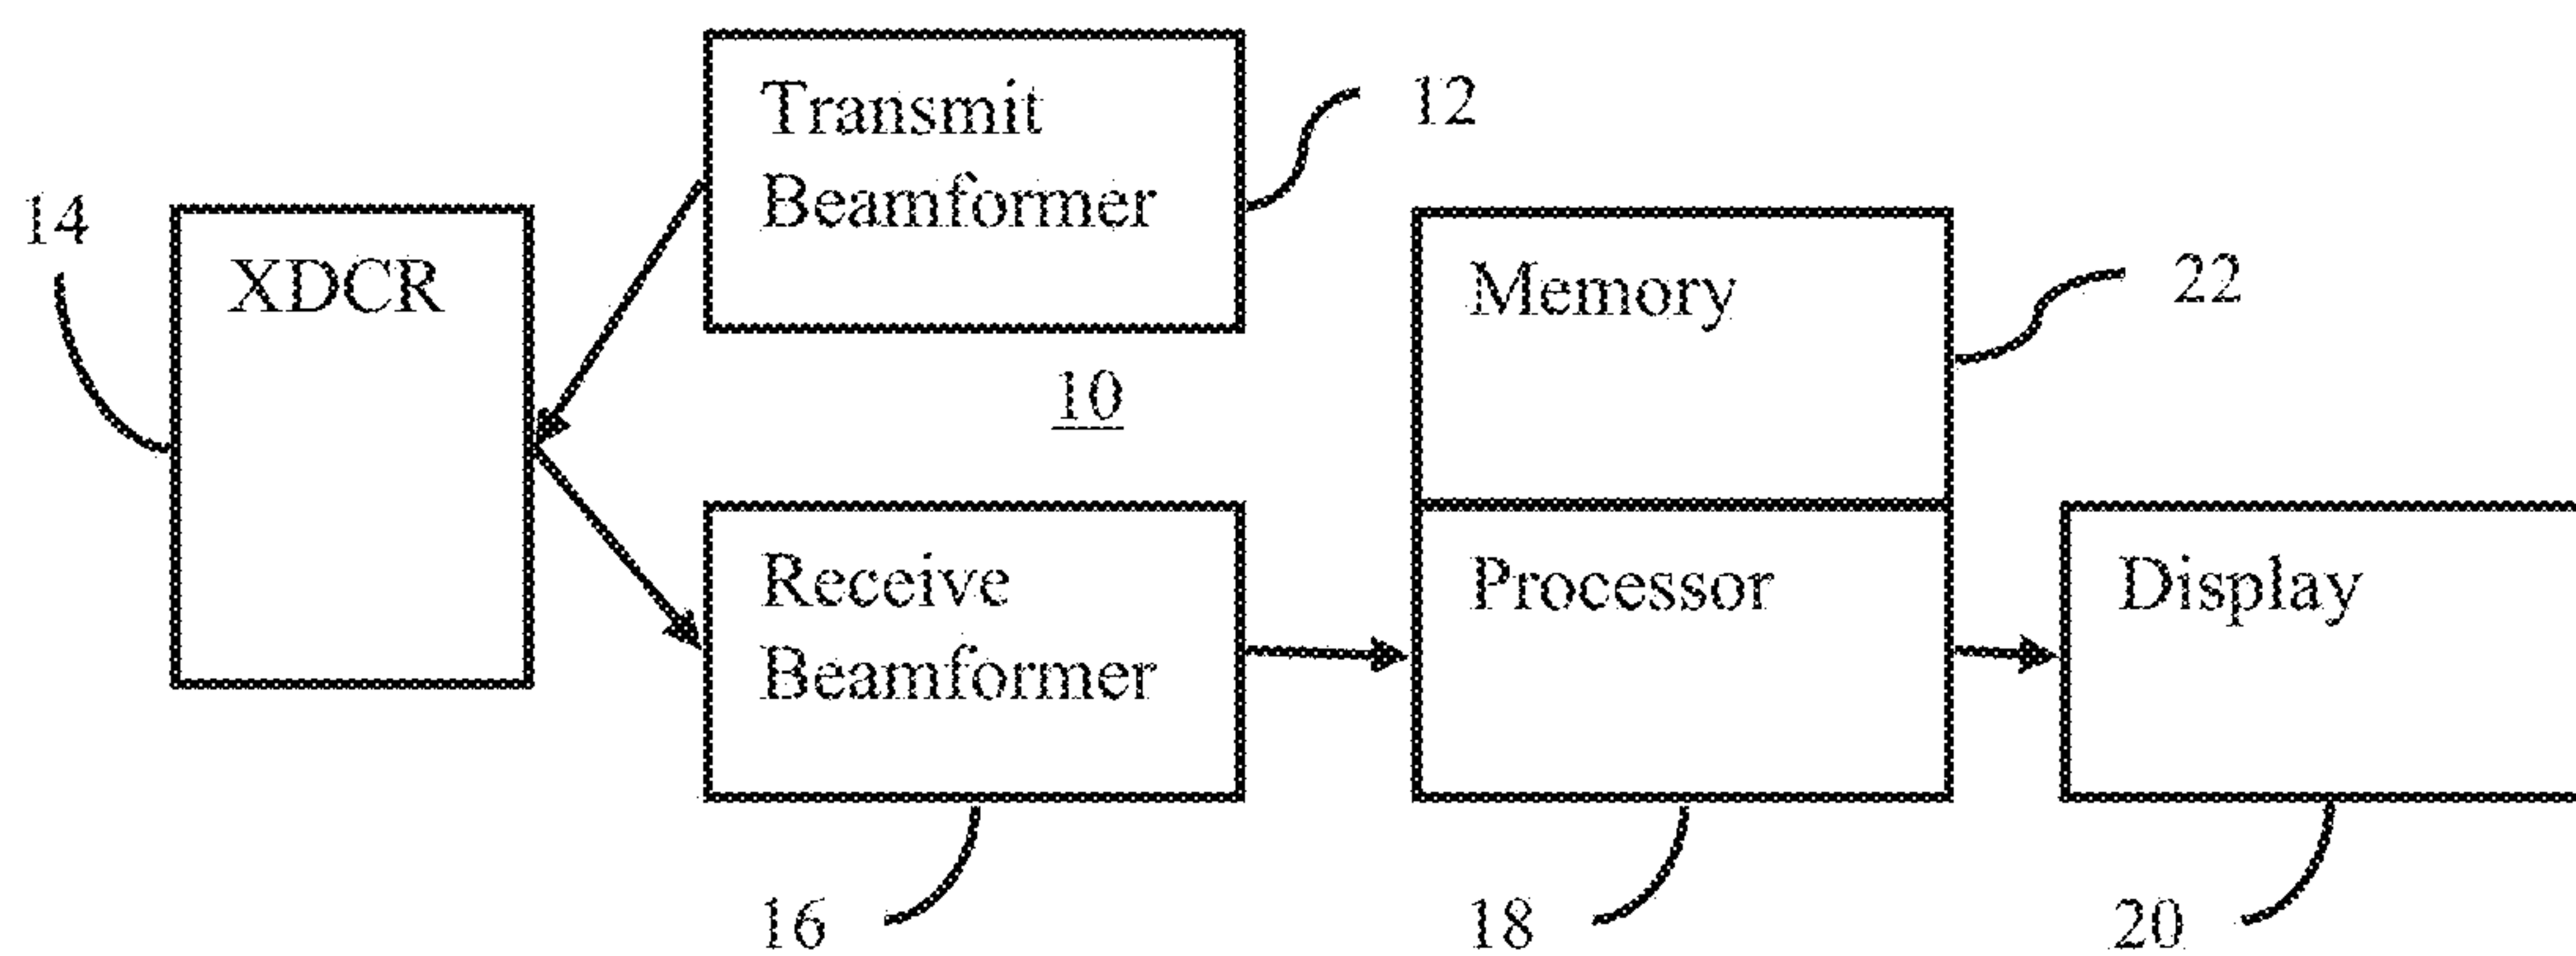 Transmit
Beamformer
12
14
XDCR
Memory
22
10
Receive
Beamformer
Processor
Display
16
18
20